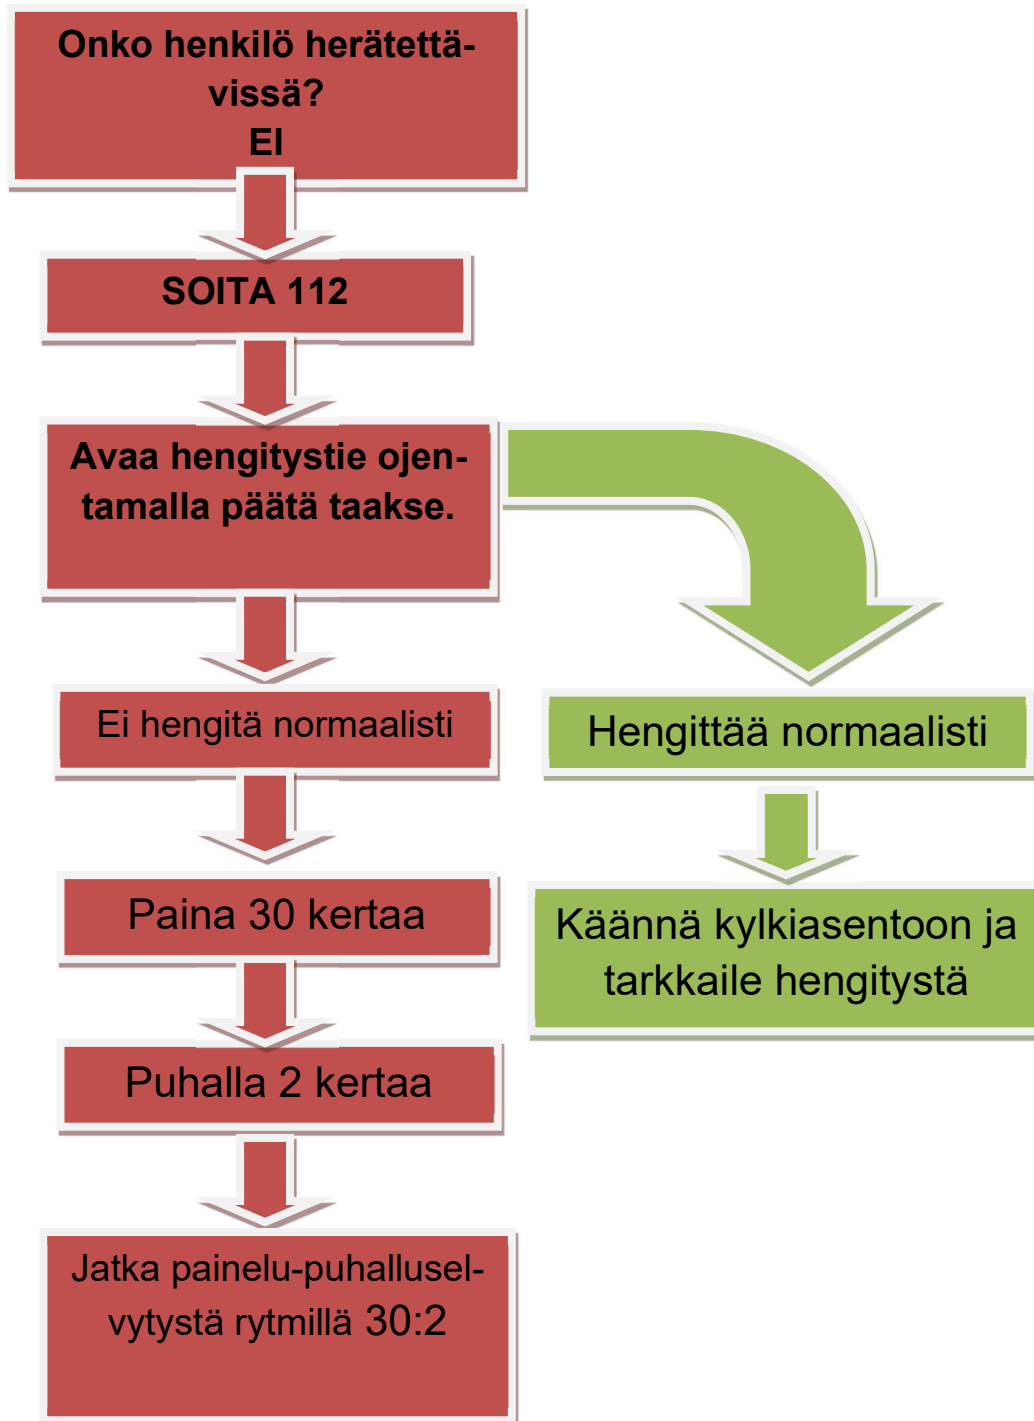 Onko henkilö herätettä-
vissä?
EI
SOITA 112
Avaa hengitystie ojen-
tamalla päätä taakse.
Ei hengitä normaalisti
Hengittää normaalisti
Paina 30 kertaa
Käännä kylkiasentoon ja
tarkkaile hengitystä
Puhalla 2 kertaa
Jatka painelu-puhallusel-
vytystä rytmillä 30:2